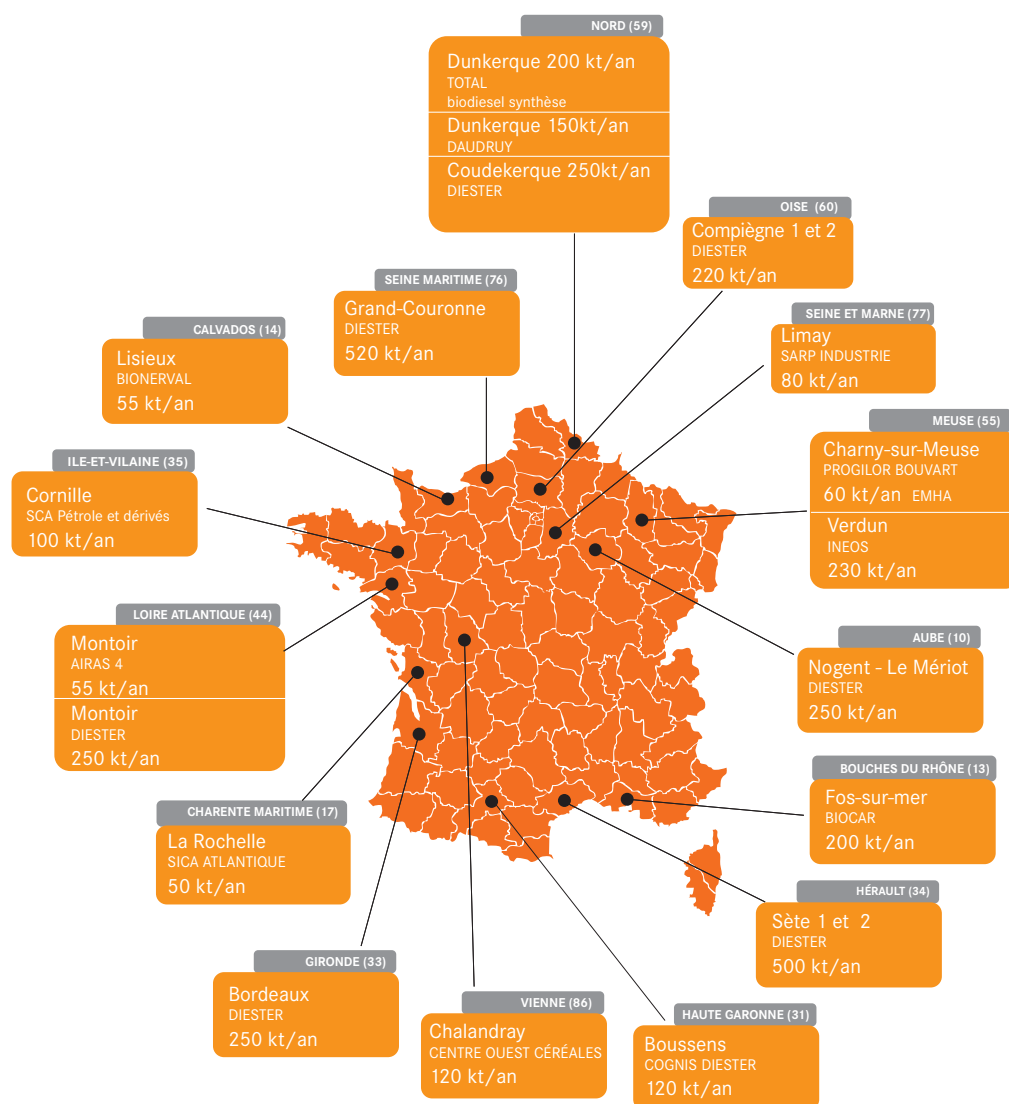 NORD (59)
Dunkerque 200 kt/an
TOTAL
biodiesel synthèse
Dunkerque 150kt/an
DAUDRUY
Coudekerque 250kt/an
DIESTER
OISE (60)
Compiègne 1 et 2
DIESTER
220 kt/an
SEINE MARITIME (76)
Grand-Couronne
DIESTER
520 kt/an
SEINE ET MARNE (77)
Limay
SARP INDUSTRIE
80 kt/an
CALVADOS (14)
Lisieux
BIONERVAL
55 kt/an
MEUSE (55)
Charny-sur-Meuse
PROGILOR BOUVART
60 kt/an EMHA
Verdun
INEOS
230 kt/an
ILE-ET-VILAINE (35)
Cornille
SCA Pétrole et dérivés
100 kt/an
LOIRE ATLANTIQUE (44)
Montoir
AIRAS 4
55 kt/an
Montoir
DIESTER
250 kt/an
AUBE (10)
Nogent - Le Mériot
DIESTER
250 kt/an
BOUCHES DU RHÔNE (13)
Fos-sur-mer
BIOCAR
200 kt/an
CHARENTE MARITIME (17)
La Rochelle
SICA ATLANTIQUE
50 kt/an
HÉRAULT (34)
Sète 1 et 2
DIESTER
500 kt/an
GIRONDE (33)
Bordeaux
DIESTER
250 kt/an
VIENNE (86)
Chalandray
CENTRE OUEST CÉRÉALES
120 kt/an
HAUTE GARONNE (31)
Boussens
COGNIS DIESTER
120 kt/an